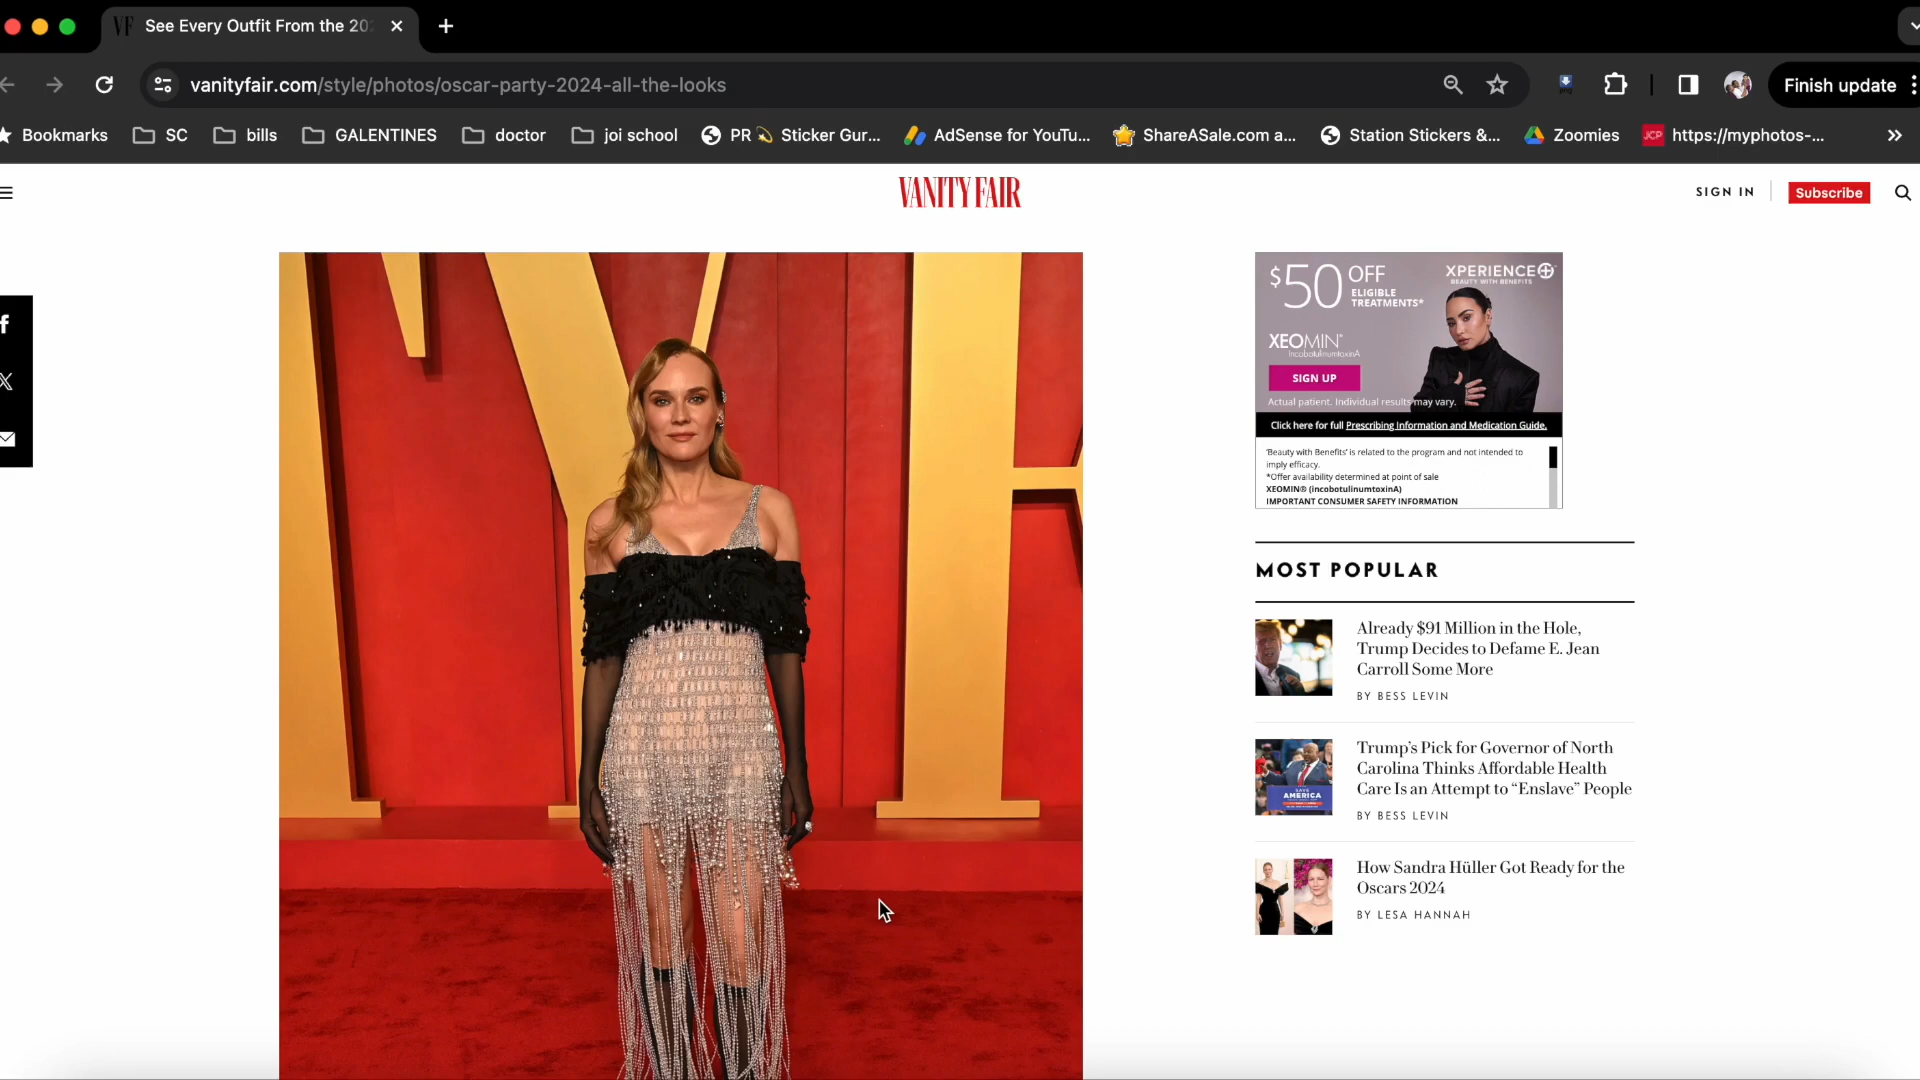 See Every Outfit From the 20
vanityfair.com/style/photos/oscar-party-2024-all-the-looks
Finish update
Bookmarks
SC
bills
GALENTINES
doctor
joi school
PR 💫 Sticker Gur...
AdSense for YouTu...
ShareASale.com a...
Station Stickers &...
Zoomies
JCP
https://myphotos-...
VANITY FAIR
SIGN IN
Subscribe
$50 OFF
ELIGIBLE
TREATMENTS*
XPERIENCE
BEAUTY WITH BENEFITS
XEOMIN®
incobotulinumtoxinA
SIGN UP
Actual patient. Individual results may vary.
Click here for full Prescribing Information and Medication Guide.
'Beauty with Benefits' is related to the program and not intended to
imply efficacy.
*Offer availability determined at point of sale
XEOMIN® (incobotulinumtoxinA)
IMPORTANT CONSUMER SAFETY INFORMATION
MOST POPULAR
Already $91 Million in the Hole,
Trump Decides to Defame E. Jean
Carroll Some More
BY BESS LEVIN
Trump's Pick for Governor of North
Carolina Thinks Affordable Health
Care Is an Attempt to “Enslave” People
BY BESS LEVIN
SAVE
AMERICA
How Sandra Hüller Got Ready for the
Oscars 2024
BY LESA HANNAH